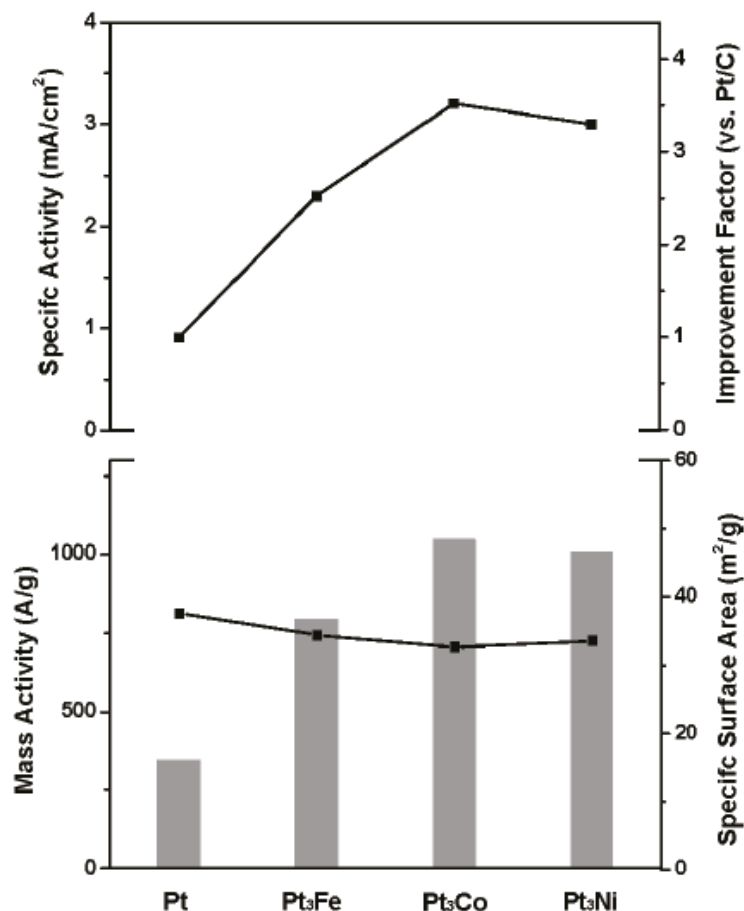 Specifc Activity (mA/cm²)
4
3
2
1
0
Improvement Factor (vs. Pt/C)
4
3
2
1
0
Mass Activity (A/g)
1000
500
0
Specifc Surface Area (m²/g)
60
40
20
0
Pt
Pt₃Fe
Pt₃Co
Pt₃Ni